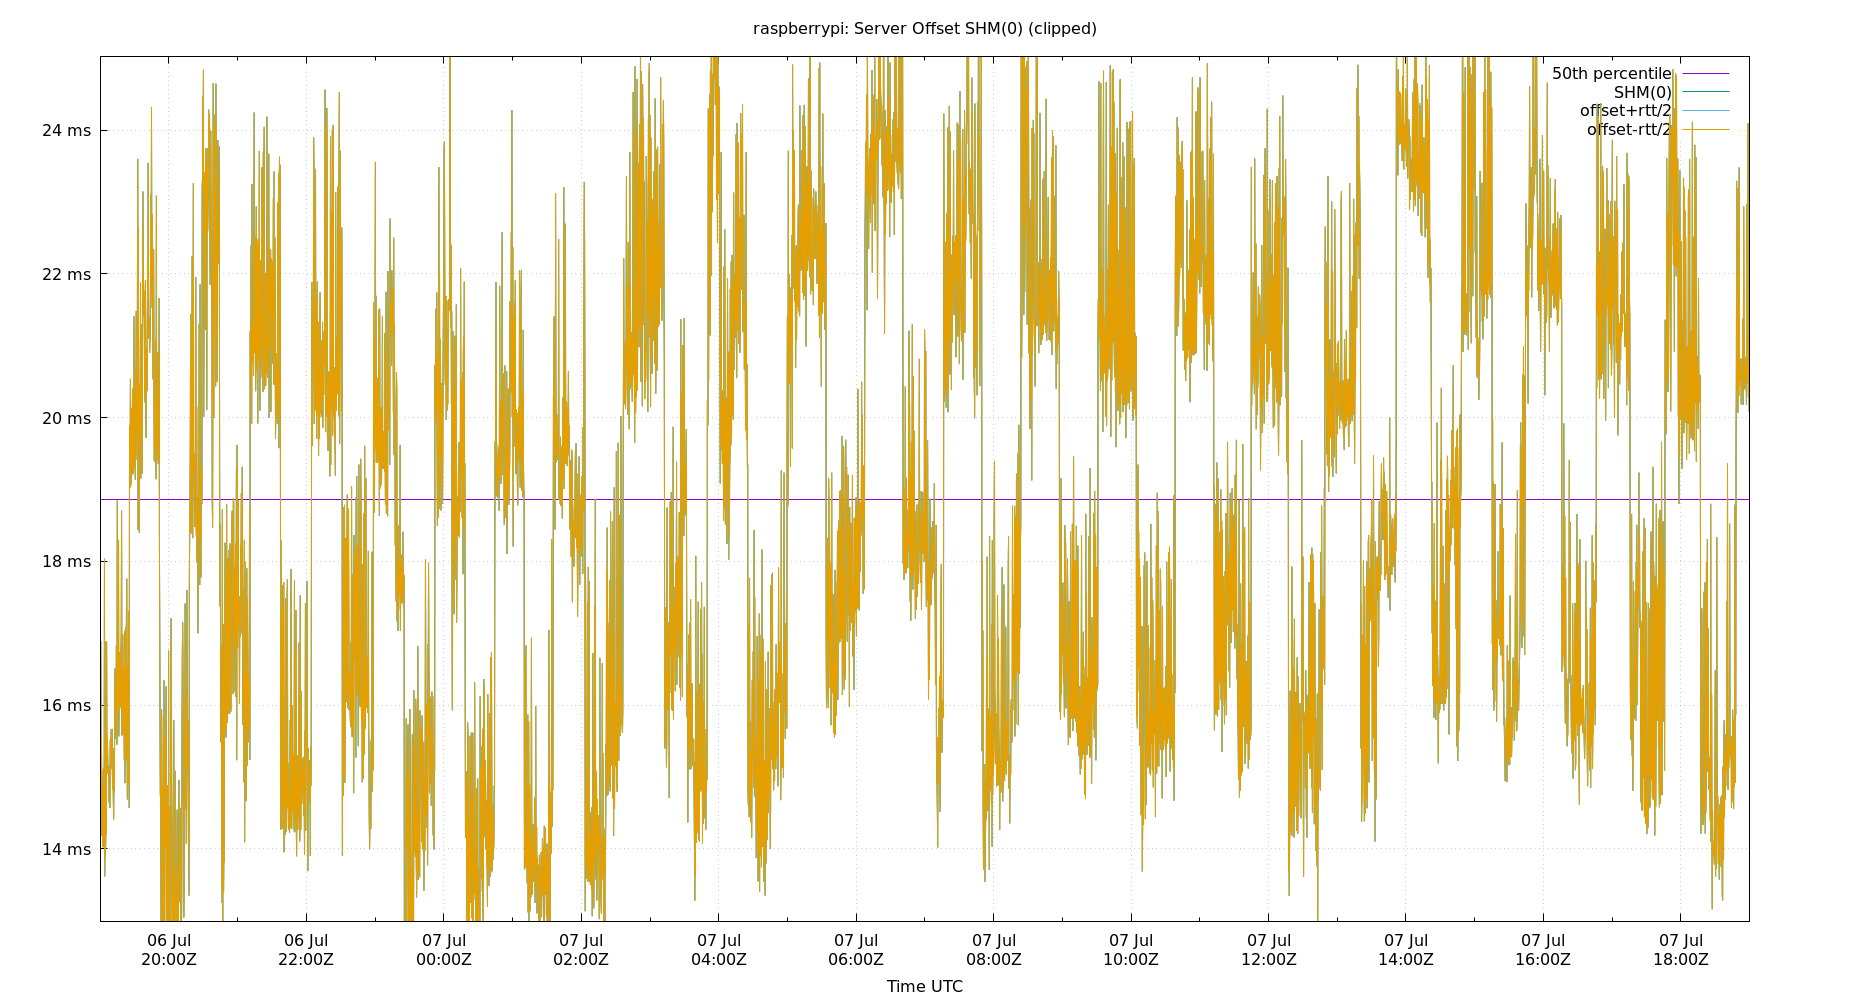 raspberrypi: Server Offset SHM(0) (clipped)
50th percentile
SHM(0)
offset+rtt/2
offset-rtt/2
24 ms
22 ms
20 ms
18 ms
16 ms
14 ms
06 Jul 06 Jul 07 Jul 07 Jul 07 Jul 07 Jul 07 Jul 07 Jul 07 Jul 07 Jul 07 Jul 07 Jul
20:00Z 22:00Z 00:00Z 02:00Z 04:00Z 06:00Z 08:00Z 10:00Z 12:00Z 14:00Z 16:00Z 18:00Z
Time UTC